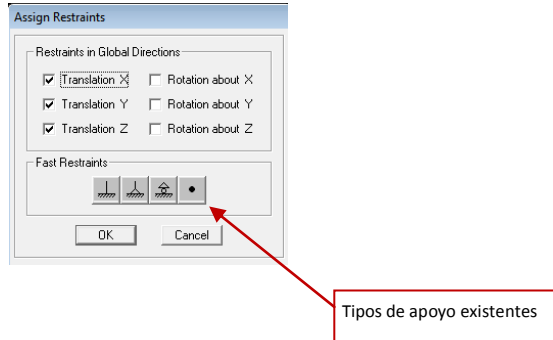 Assign Restraints
Restraints in Global Directions
Translation X Rotation about X
Translation Y Rotation about Y
Translation Z Rotation about Z
Fast Restraints
OK Cancel
Tipos de apoyo existentes